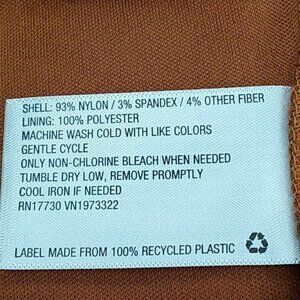 SHELL: 93% NYLON / 3% SPANDEX / 4% OTHER FIBER
LINING: 100% POLYESTER
MACHINE WASH COLD WITH LIKE COLORS
GENTLE CYCLE
ONLY NON-CHLORINE BLEACH WHEN NEEDED
TUMBLE DRY LOW, REMOVE PROMPTLY
COOL IRON IF NEEDED
RN17730 VN1973322
LABEL MADE FROM 100% RECYCLED PLASTIC